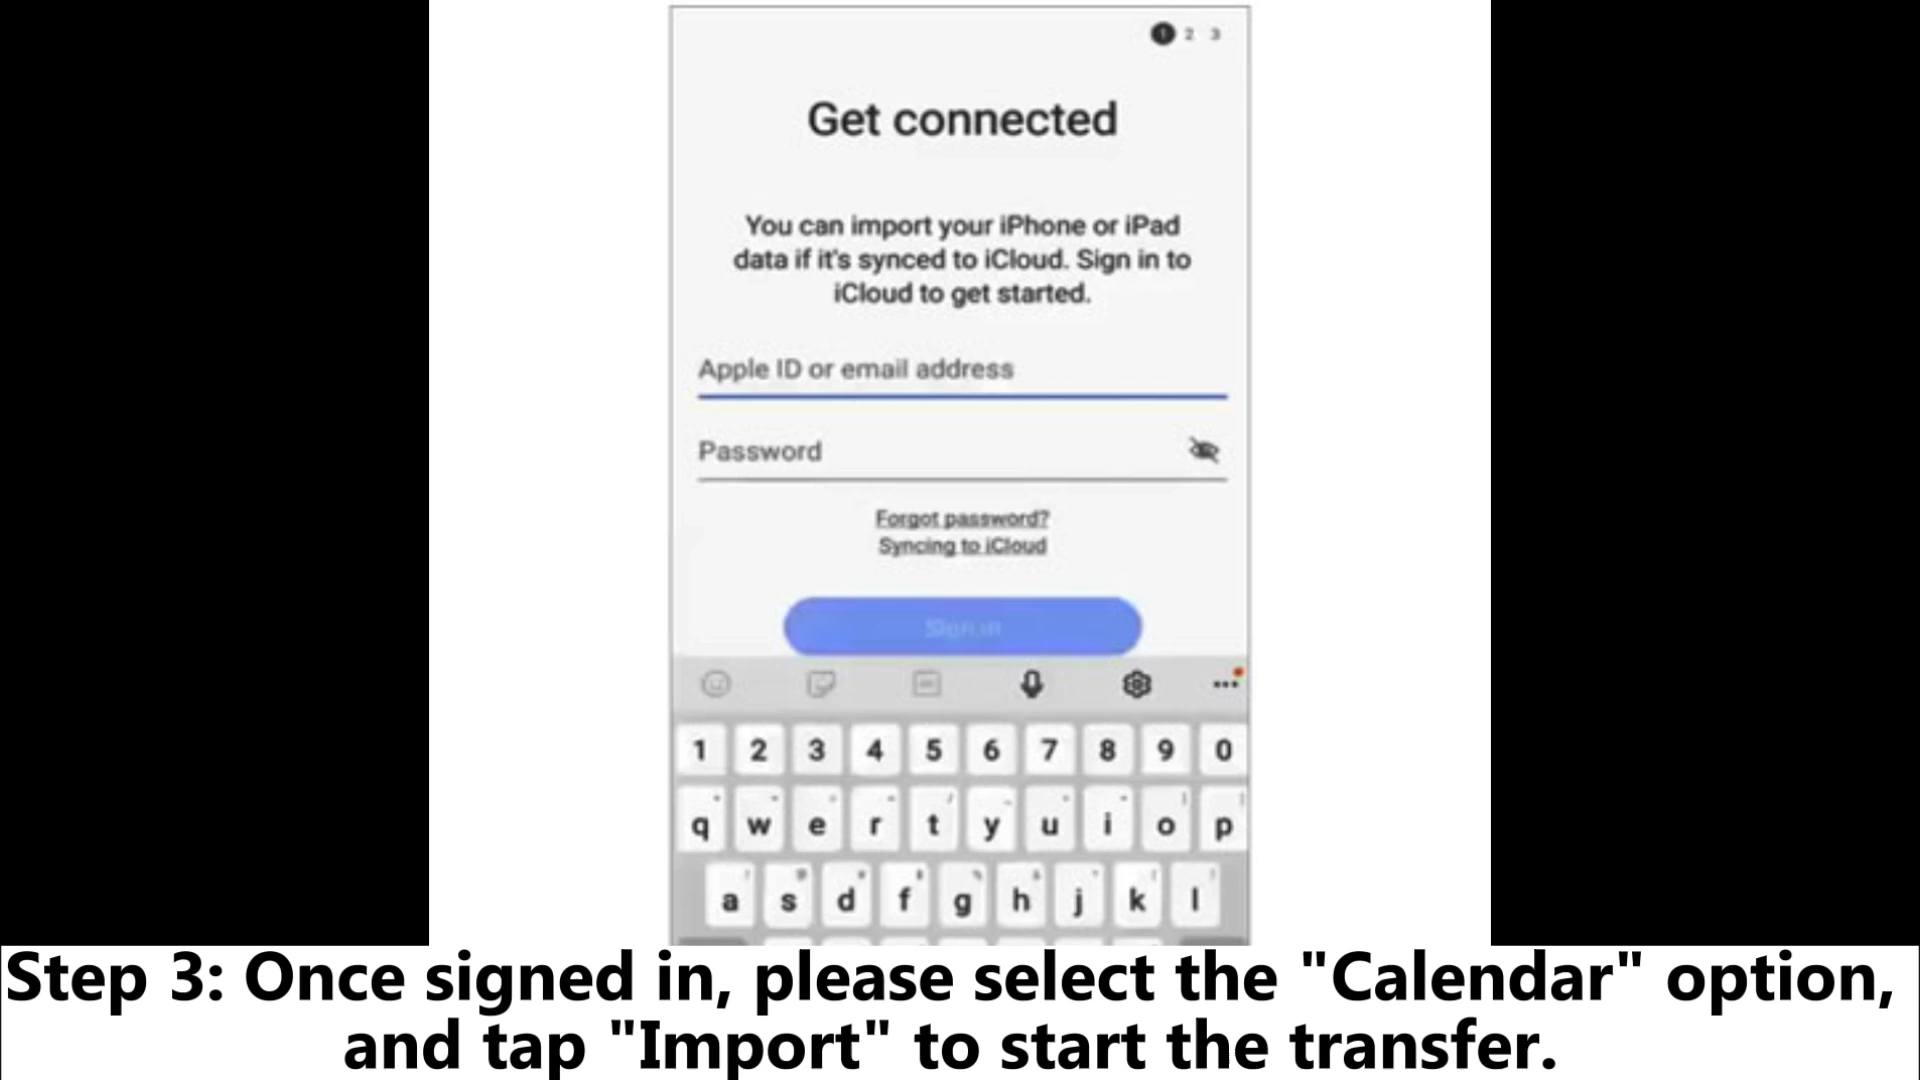 1 2 3
Get connected
You can import your iPhone or iPad
data if it's synced to iCloud. Sign in to
iCloud to get started.
Apple ID or email address
Password
Forgot password?
Syncing to iCloud
Sign in
1 2 3 4 5 6 7 8 9 0
q w e r t y u i o p
a s d f g h j k l
Step 3: Once signed in, please select the "Calendar" option,
and tap "Import" to start the transfer.